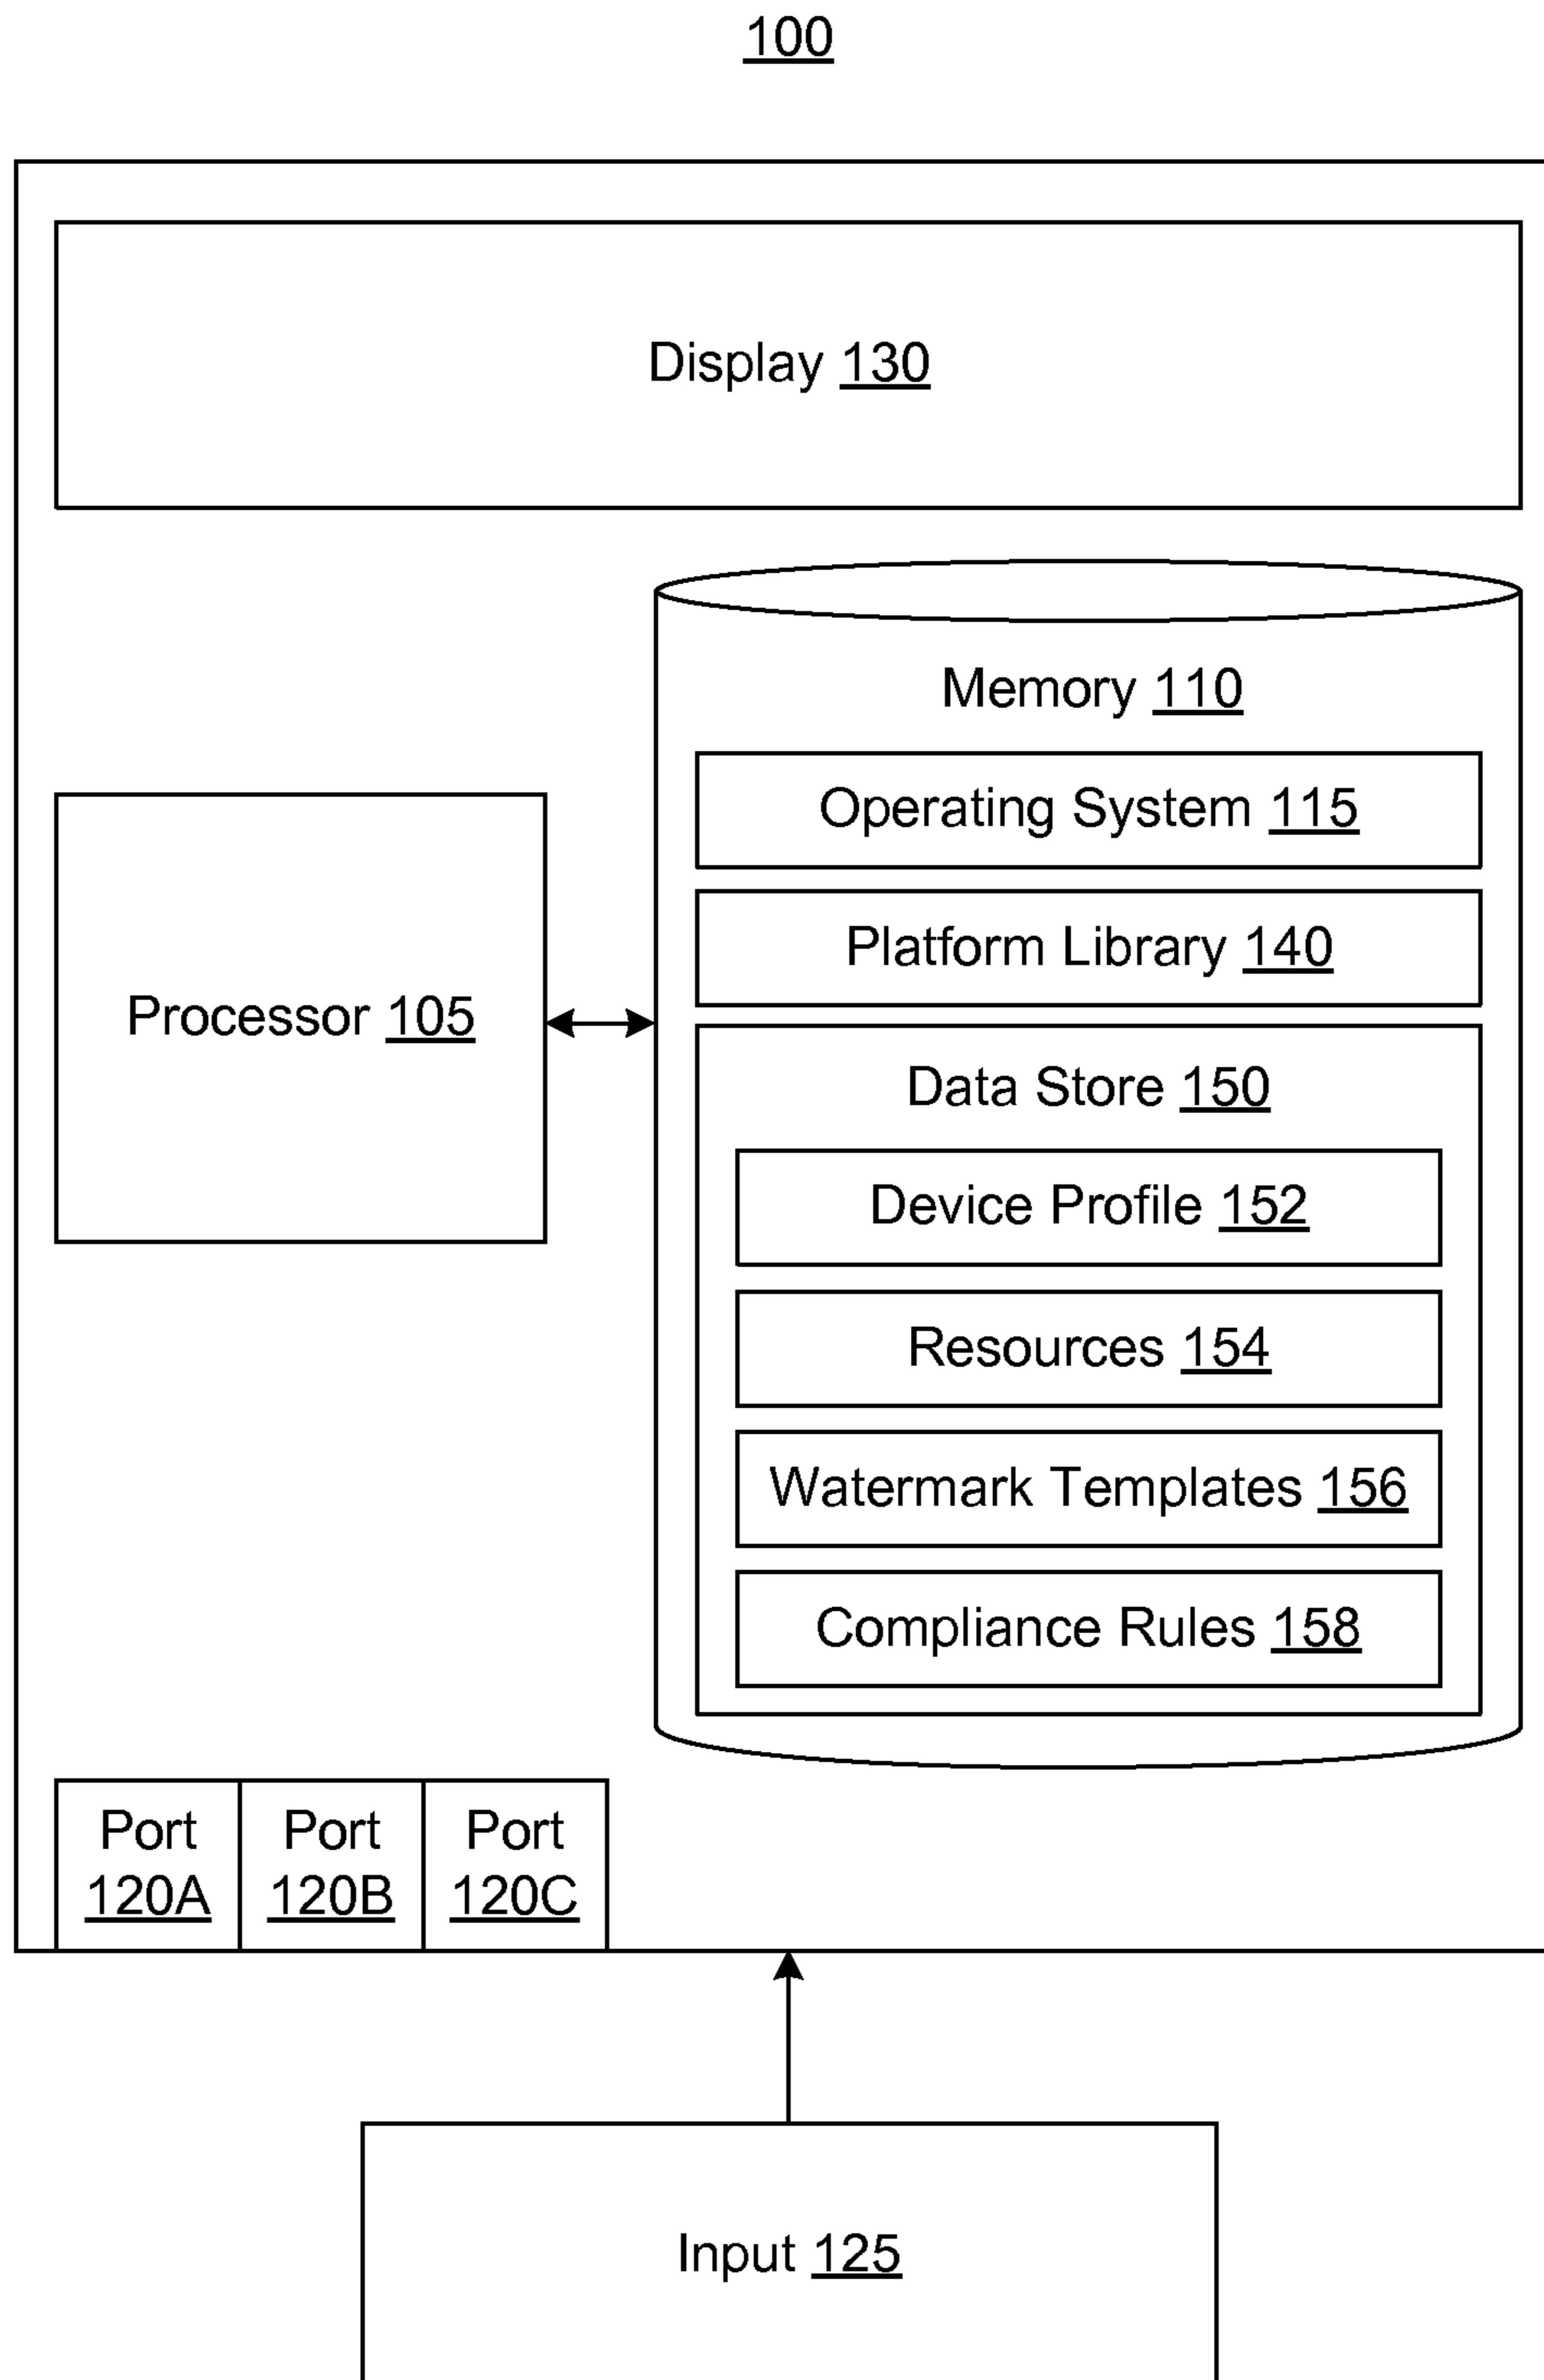 100
Display 130
Memory 110
Operating System 115
Platform Library 140
Processor 105
Data Store 150
Device Profile 152
Resources 154
Watermark Templates 156
Compliance Rules 158
Port 120A
Port 120B
Port 120C
Input 125